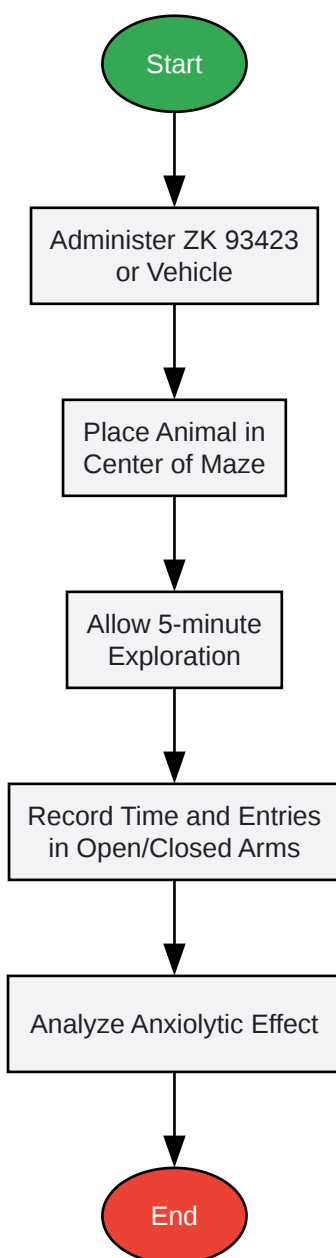 Start
Administer ZK 93423
or Vehicle
Place Animal in
Center of Maze
Allow 5-minute
Exploration
Record Time and Entries
in Open/Closed Arms
Analyze Anxiolytic Effect
End